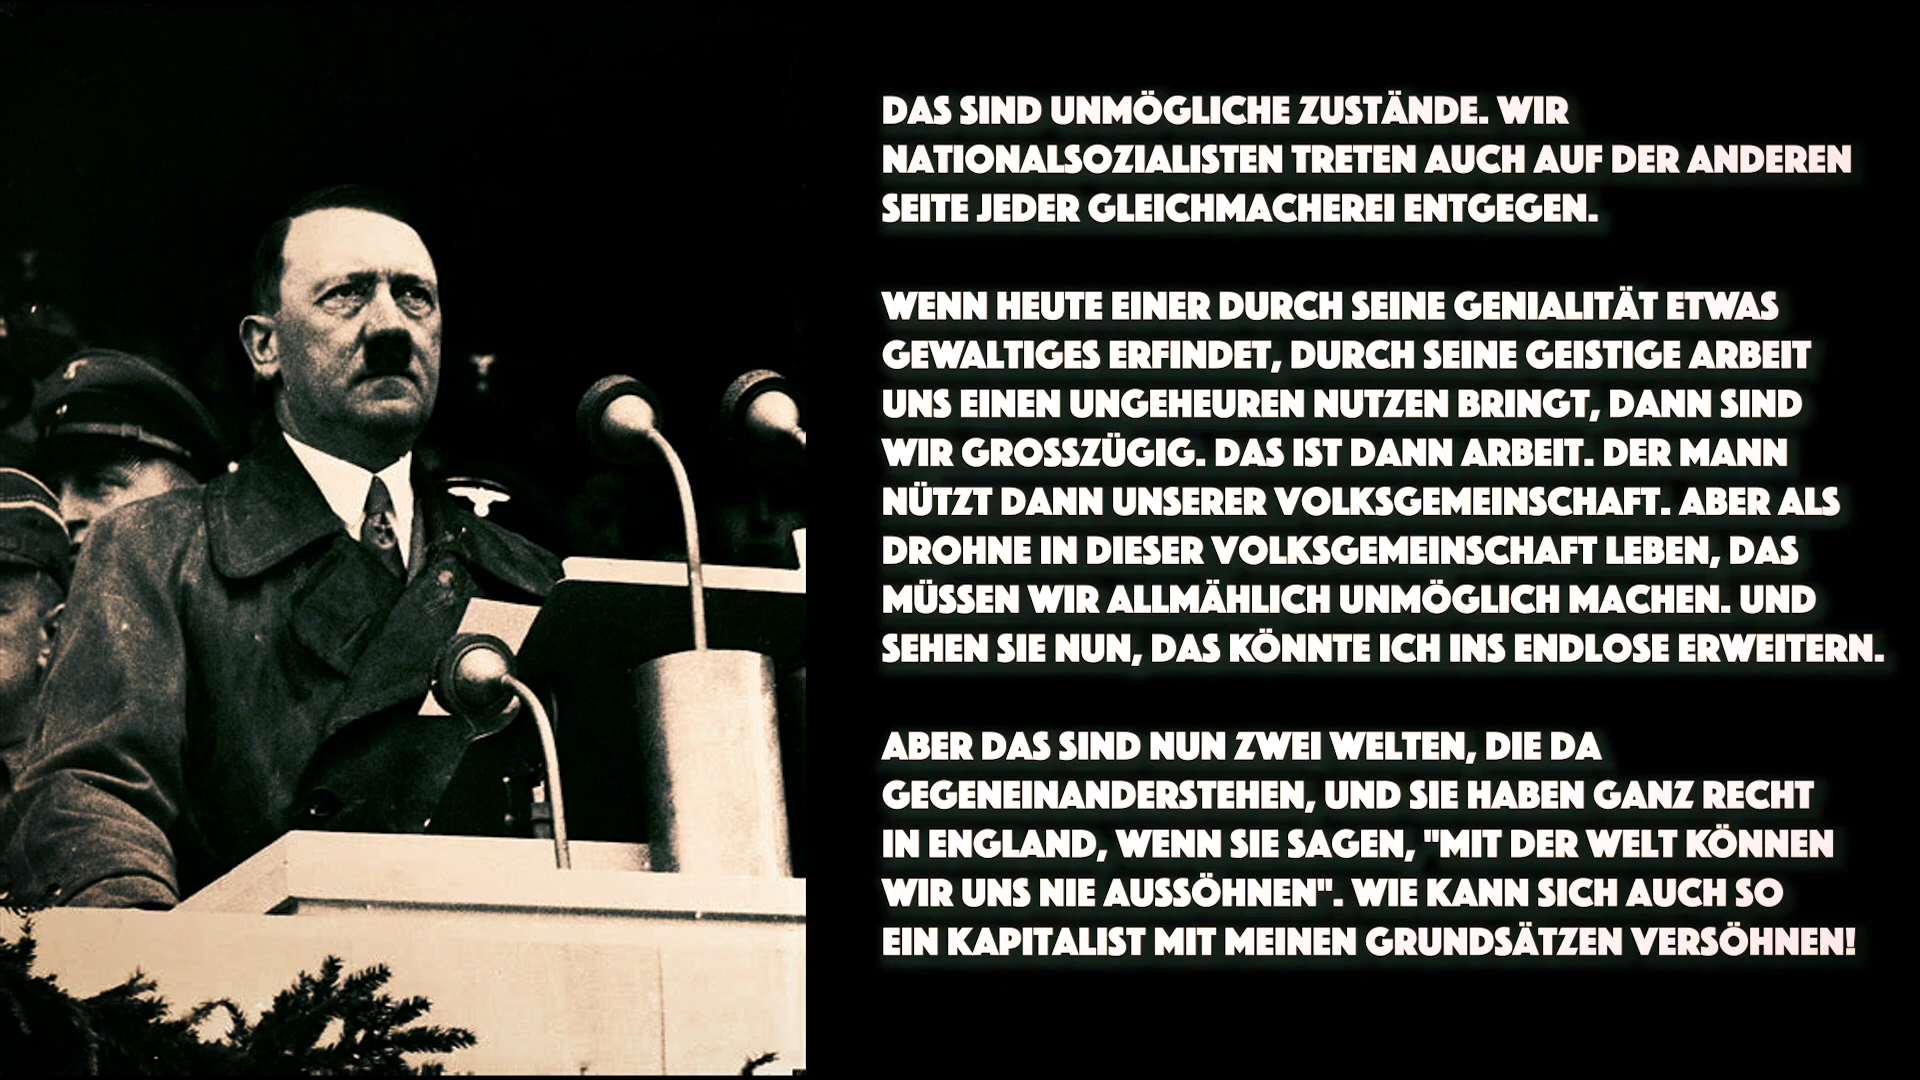 DAS SIND UNMÖGLICHE ZUSTÄNDE. WIR
NATIONALSOZIALISTEN TRETEN AUCH AUF DER ANDEREN
SEITE JEDER GLEICHMACHEREI ENTGEGEN.
WENN HEUTE EINER DURCH SEINE GENIALITÄT ETWAS
GEWALTIGES ERFINDET, DURCH SEINE GEISTIGE ARBEIT
UNS EINEN UNGEHEUREN NUTZEN BRINGT, DANN SIND
WIR GROSSZÜGIG. DAS IST DANN ARBEIT. DER MANN
NÜTZT DANN UNSERER VOLKSGEMEINSCHAFT. ABER ALS
DROHNE IN DIESER VOLKSGEMEINSCHAFT LEBEN, DAS
MÜSSEN WIR ALLMÄHLICH UNMÖGLICH MACHEN. UND
SEHEN SIE NUN, DAS KÖNNTE ICH INS ENDLOSE ERWEITERN.
ABER DAS SIND NUN ZWEI WELTEN, DIE DA
GEGENEINANDERSTEHEN, UND SIE HABEN GANZ RECHT
IN ENGLAND, WENN SIE SAGEN, "MIT DER WELT KÖNNEN
WIR UNS NIE AUSSÖHNEN". WIE KANN SICH AUCH SO
EIN KAPITALIST MIT MEINEN GRUNDSÄTZEN VERSÖHNEN!